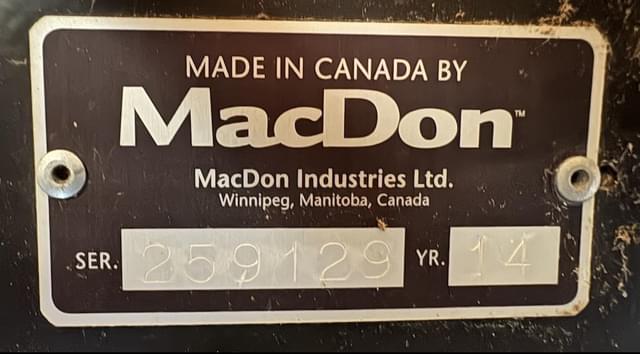 MADE IN CANADA BY
MacDon™
MacDon Industries Ltd.
Winnipeg, Manitoba, Canada
SER. 259129 YR. 14